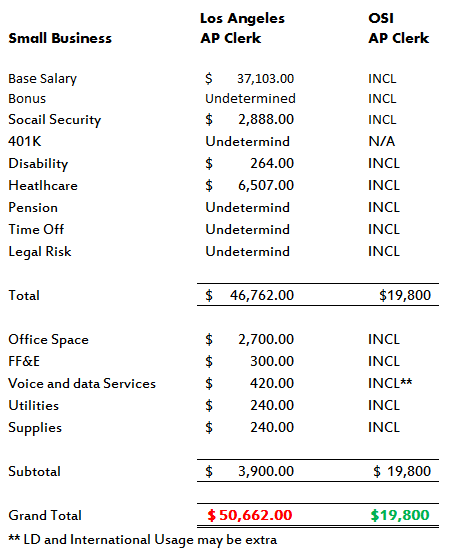 Los Angeles OSI
Small Business AP Clerk AP Clerk
Base Salary $ 37,103.00 INCL
Bonus Undetermined INCL
Socail Security $ 2,888.00 INCL
401K Undetermind N/A
Disability $ 264.00 INCL
Heatlhcare $ 6,507.00 INCL
Pension Undetermind INCL
Time Off Undetermind INCL
Legal Risk Undetermind INCL
Total $ 46,762.00 $19,800
Office Space $ 2,700.00 INCL
FF&E $ 300.00 INCL
Voice and data Services $ 420.00 INCL**
Utilities $ 240.00 INCL
Supplies $ 240.00 INCL
Subtotal $ 3,900.00 $ 19,800
Grand Total $ 50,662.00 $19,800
** LD and International Usage may be extra